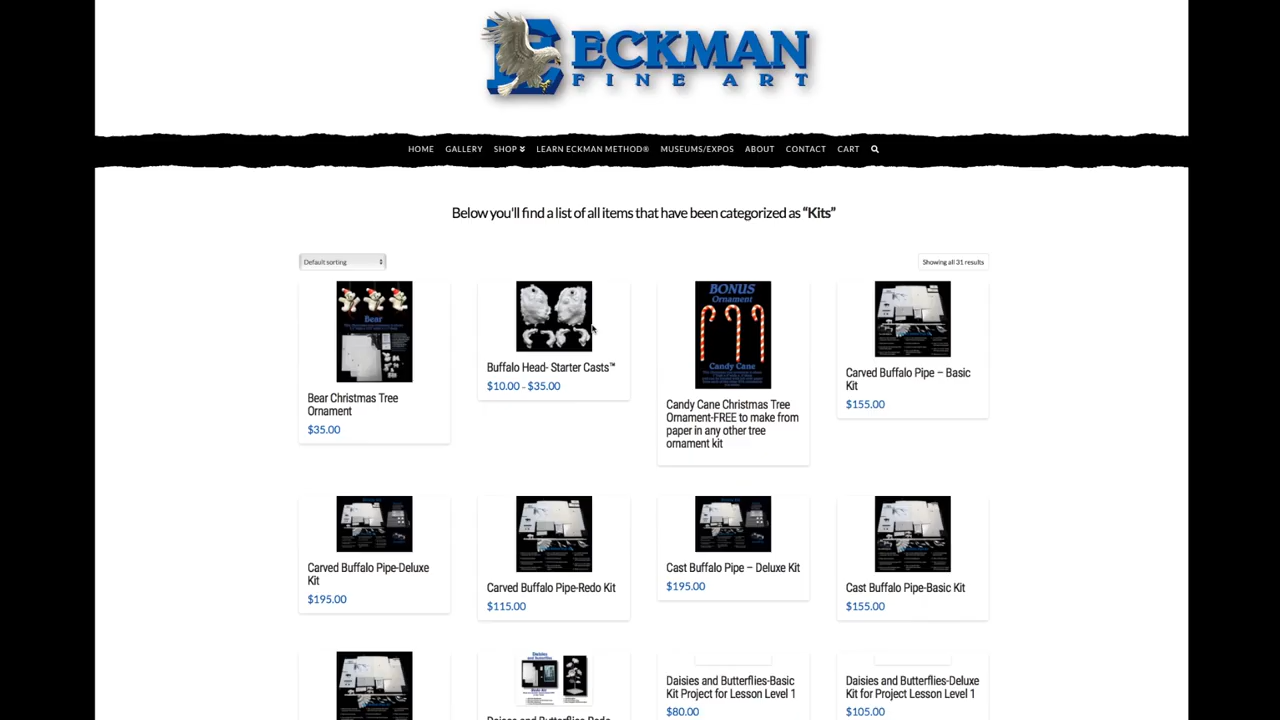 ECKMAN
FINE ART
HOME GALLERY SHOP LEARN ECKMAN METHOD® MUSEUMS/EXPOS ABOUT CONTACT CART
Below you'll find a list of all items that have been categorized as “Kits”
Default sorting
Showing all 31 results
Bear
Bear Christmas Tree
Ornament
$35.00
Buffalo Head- Starter Casts™
$10.00 - $35.00
BONUS
Ornament
Candy Cane
Candy Cane Christmas Tree
Ornament-FREE to make from
paper in any other tree
ornament kit
Carved Buffalo Pipe – Basic
Kit
$155.00
Carved Buffalo Pipe-Deluxe
Kit
$195.00
Carved Buffalo Pipe-Redo Kit
$115.00
Cast Buffalo Pipe – Deluxe Kit
$195.00
Cast Buffalo Pipe-Basic Kit
$155.00
Daisies
and Butterflies
Daisies and Butterflies-Basic
Kit Project for Lesson Level 1
$80.00
Daisies and Butterflies-Deluxe
Kit for Project Lesson Level 1
$105.00